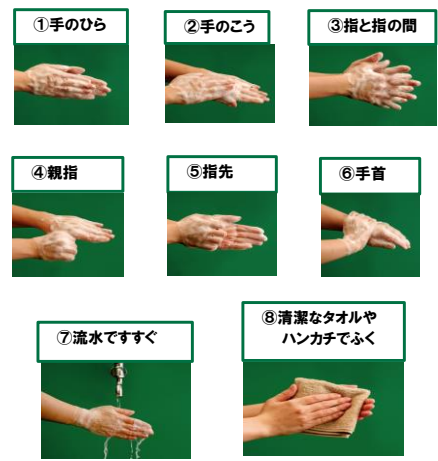 ①手のひら
②手のこう
③指と指の間
④親指
⑤指先
⑥手首
⑦流水ですすぐ
⑧清潔なタオルや
ハンカチでふく